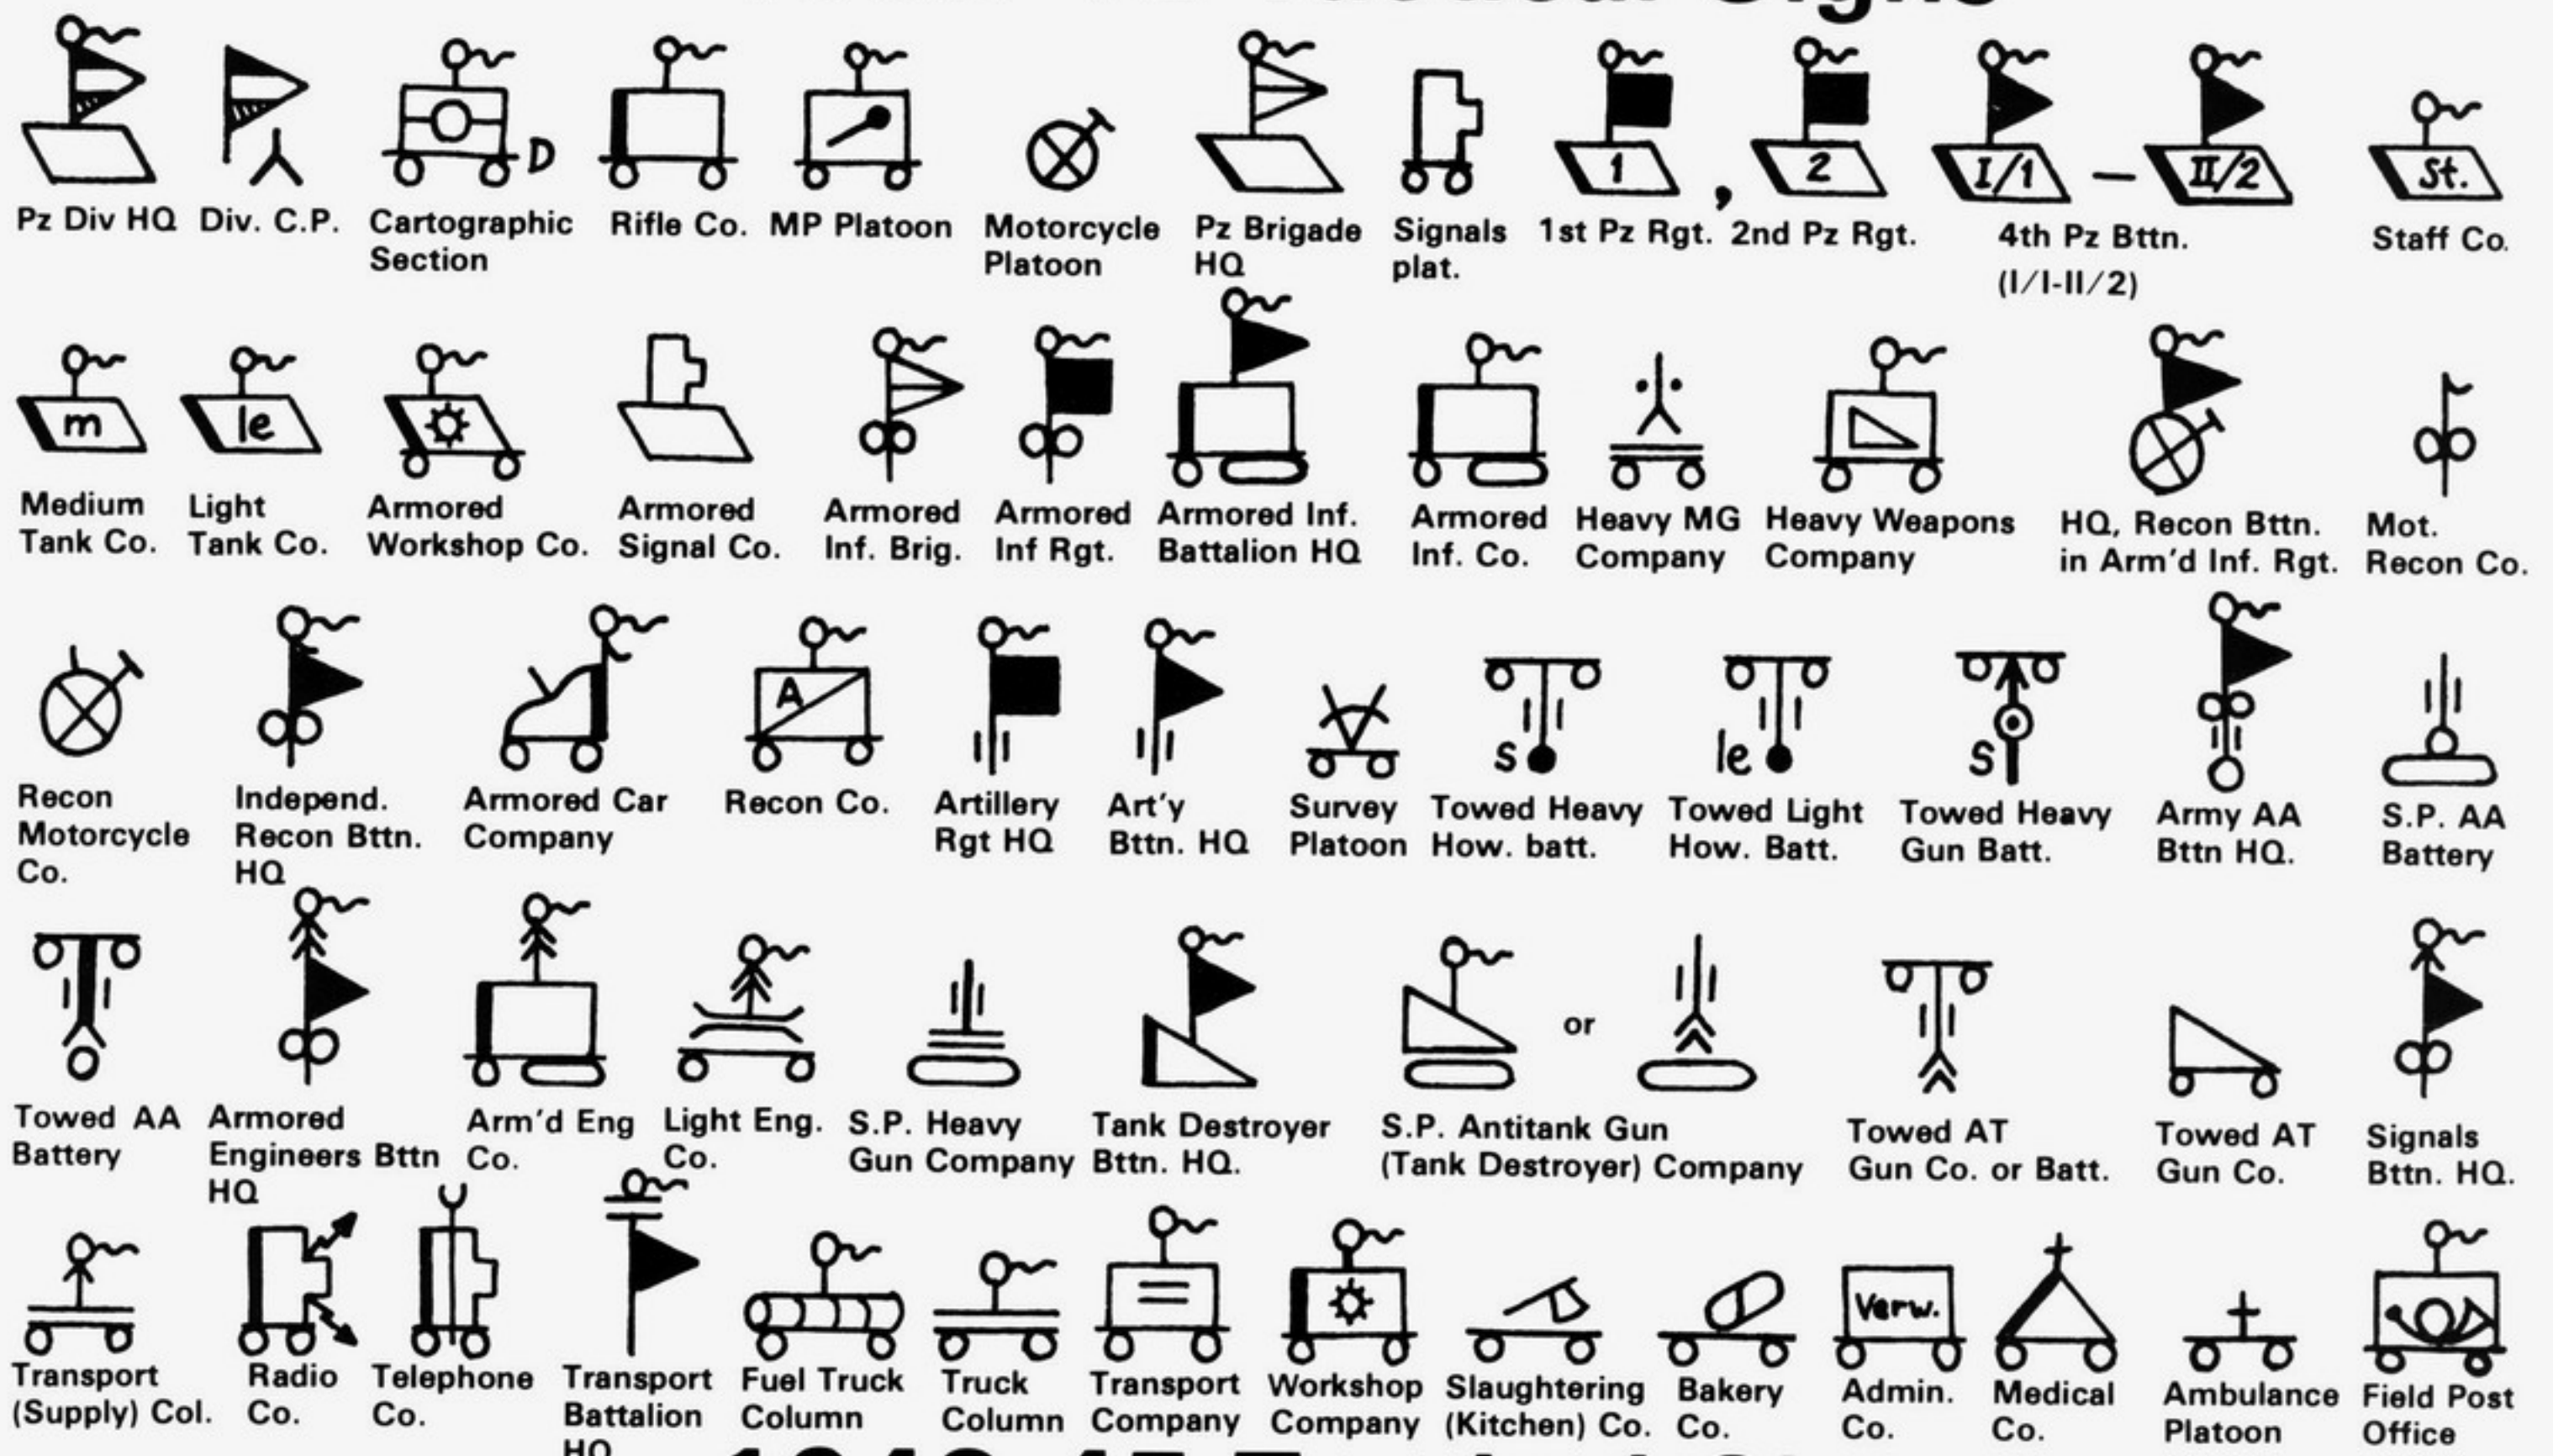 Signs
D
1
,
2
I/1
—
II/2
St.
Pz Div HQ
Div. C.P.
Cartographic
Section
Rifle Co.
MP Platoon
Motorcycle
Platoon
Pz Brigade
HQ
Signals
plat.
1st Pz Rgt.
2nd Pz Rgt.
4th Pz Bttn.
(I/I-II/2)
Staff Co.
m
le
Medium
Tank Co.
Light
Tank Co.
Armored
Workshop Co.
Armored
Signal Co.
Armored
Inf. Brig.
Armored
Inf Rgt.
Armored Inf.
Battalion HQ
Armored
Inf. Co.
Heavy MG
Company
Heavy Weapons
Company
HQ, Recon Bttn.
in Arm'd Inf. Rgt.
Mot.
Recon Co.
A
s
le
s
Recon
Motorcycle
Co.
Independ.
Recon Bttn.
HQ
Armored Car
Company
Recon Co.
Artillery
Rgt HQ
Art'y
Bttn. HQ
Survey
Platoon
Towed Heavy
How. batt.
Towed Light
How. Batt.
Towed Heavy
Gun Batt.
Army AA
Bttn HQ.
S.P. AA
Battery
or
Towed AA
Battery
Armored
Engineers Bttn
HQ
Arm'd Eng
Co.
Light Eng.
Co.
S.P. Heavy
Gun Company
Tank Destroyer
Bttn. HQ.
S.P. Antitank Gun
(Tank Destroyer) Company
Towed AT
Gun Co. or Batt.
Towed AT
Gun Co.
Signals
Bttn. HQ.
Verw.
Transport
(Supply) Col.
Radio
Co.
Telephone
Co.
Transport
Battalion
HQ
Fuel Truck
Column
Truck
Column
Transport
Company
Workshop
Company
Slaughtering
(Kitchen) Co.
Bakery
Co.
Admin.
Co.
Medical
Co.
Ambulance
Platoon
Field Post
Office